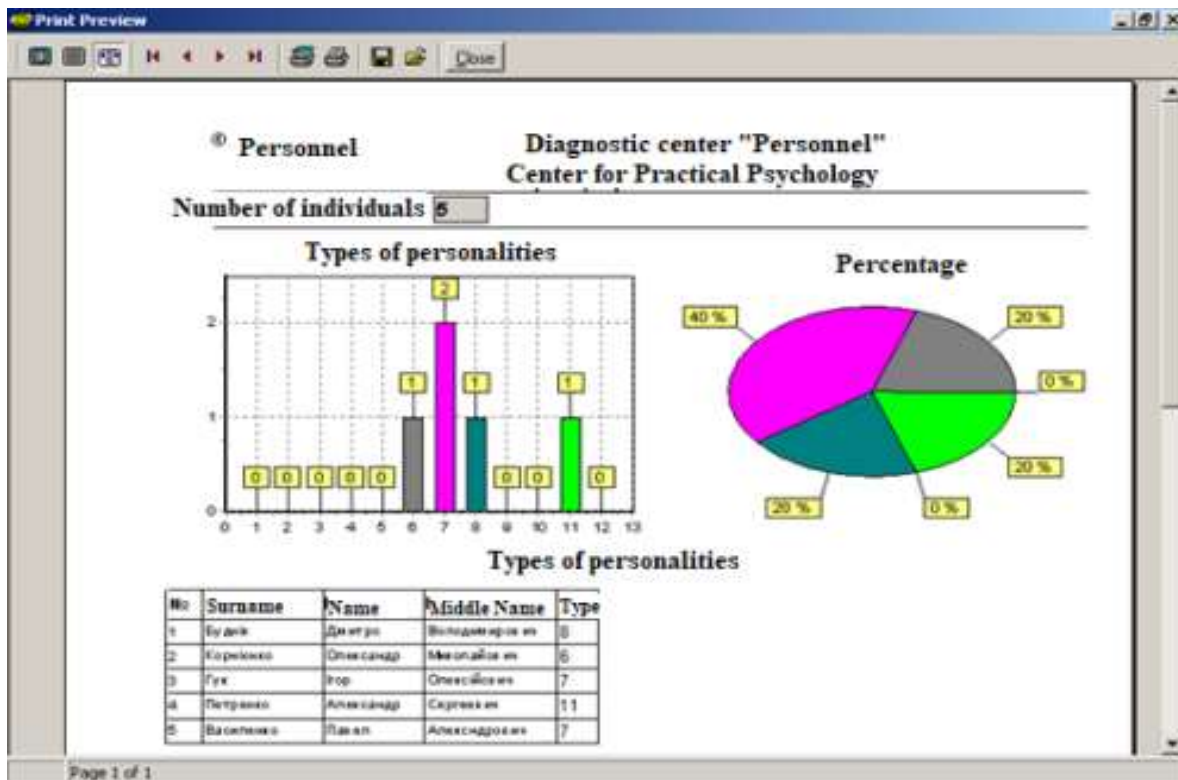 Print Preview
Close
© Personnel
Diagnostic center "Personnel"
Center for Practical Psychology
Number of individuals 5
Types of personalities
Percentage
2
2
1
1
1
1
0 0 0 0 0 0 0 0
0
0 1 2 3 4 5 6 7 8 9 10 11 12 13
40 %
20 %
0 %
20 %
20 %
0 %
Types of personalities
№ Surname Name Middle Name Type
1 Будмік Дмитро Володимирович 8
2 Корнієнко Олександр Миколайович 6
3 Гук Ігор Олексійович 7
4 Петренко Александр Сергеевич 11
5 Василенко Павел 7
Page 1 of 1